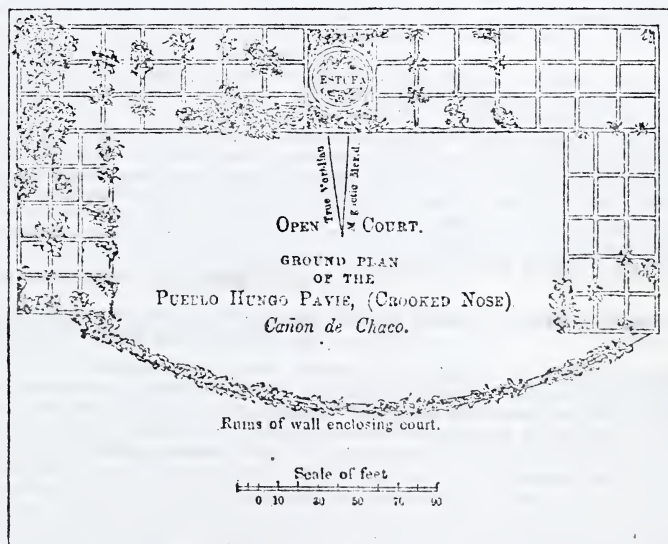 ESTUFA
True Meridian
Magnetic Merid.
OPEN COURT.
GROUND PLAN
OF THE
PUEBLO HUNGO PAVIE, (CROOKED NOSE)
Cañon de Chaco.
Ruins of wall enclosing court.
Scale of feet
0 10 30 50 70 90